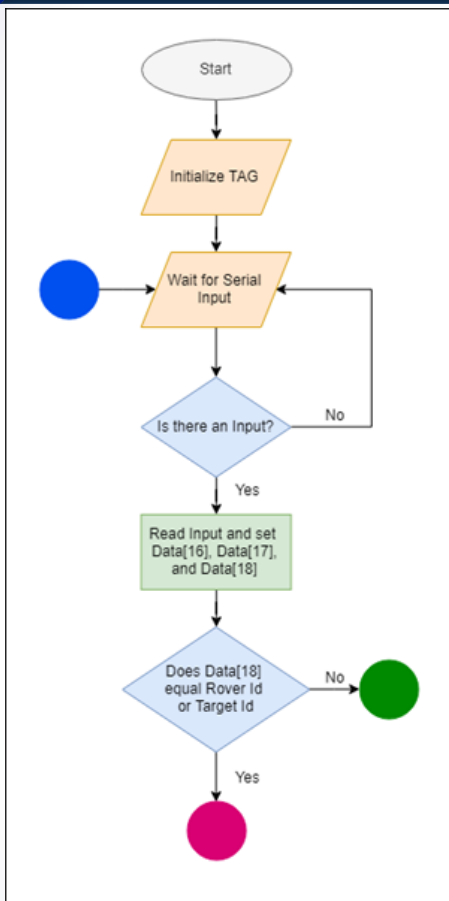 Start
Initialize TAG
Wait for Serial
Input
Is there an Input?
No
Yes
Read Input and set
Data[16], Data[17],
and Data[18]
Does Data[18]
equal Rover Id
or Target Id
No
Yes